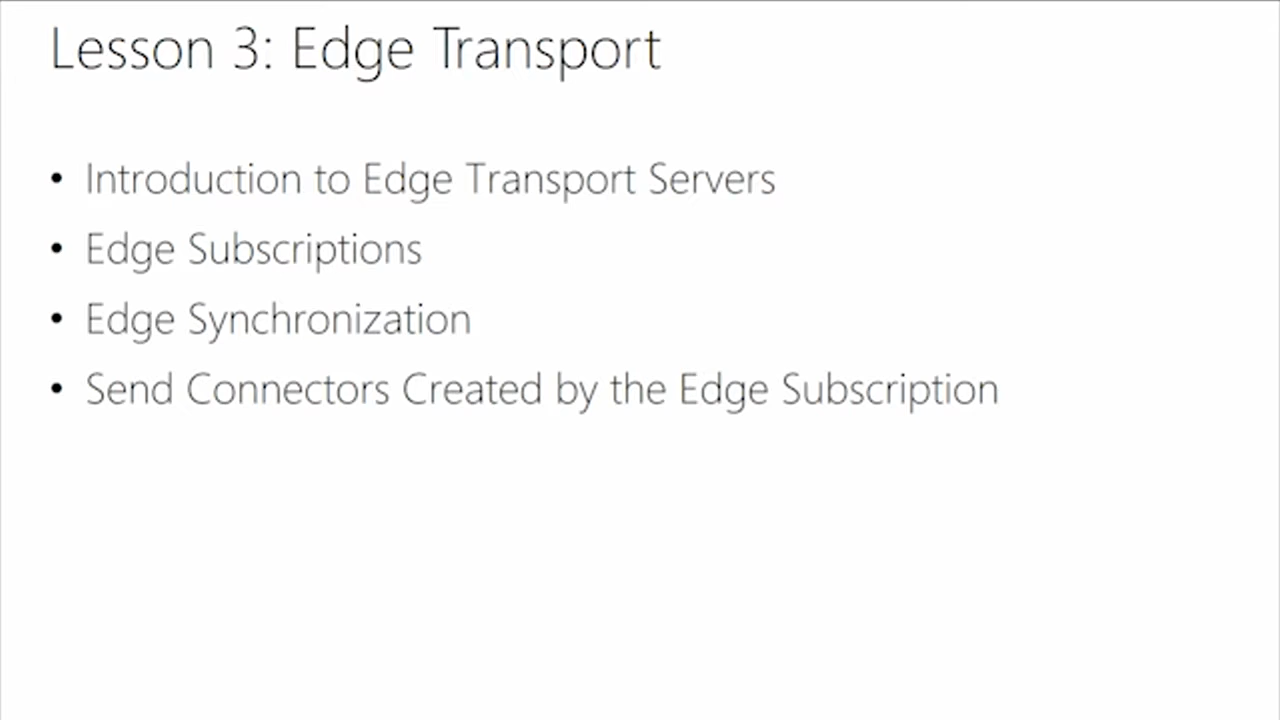 Lesson 3: Edge Transport
• Introduction to Edge Transport Servers
• Edge Subscriptions
• Edge Synchronization
• Send Connectors Created by the Edge Subscription